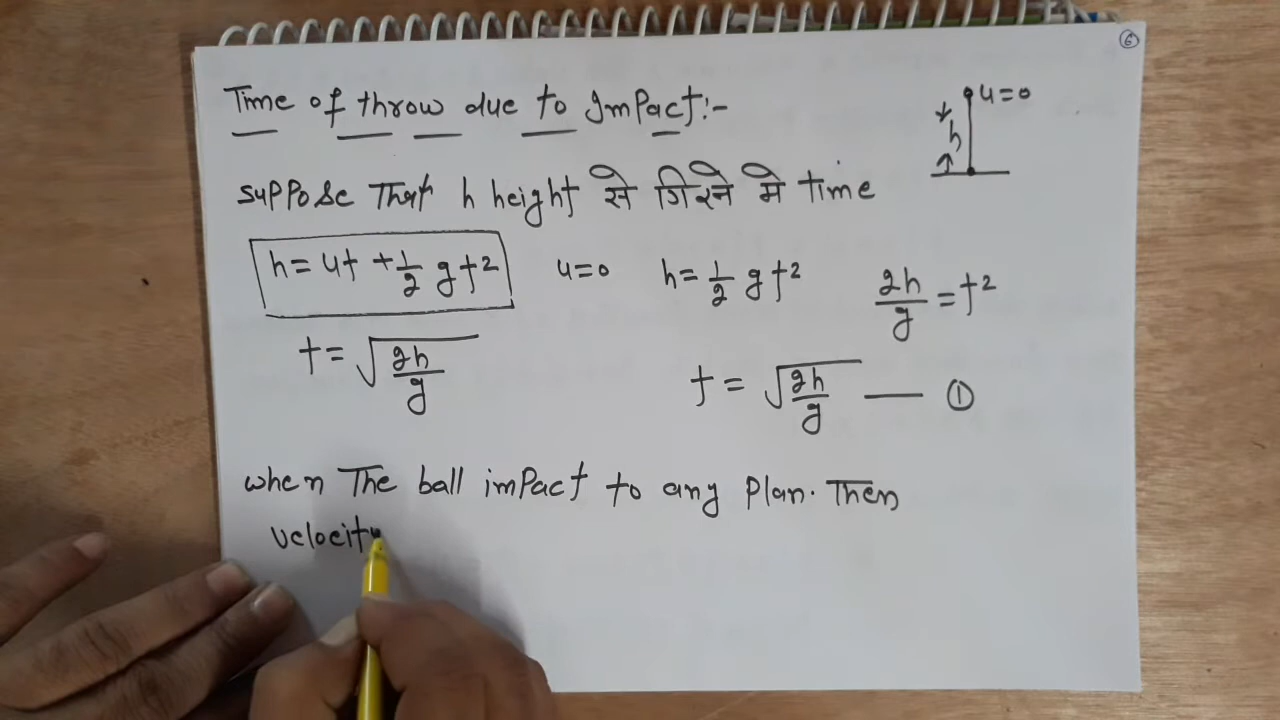 ⑥
Time of throw due to Impact:-
u=0
h
suppose That h height से गिरने मे time
h=ut+1/2 gt² u=0 h=1/2 gt² 2h/g=t²
t=√2h/g t=√2h/g — ①
when The ball impact to any Plan. Then
velocity